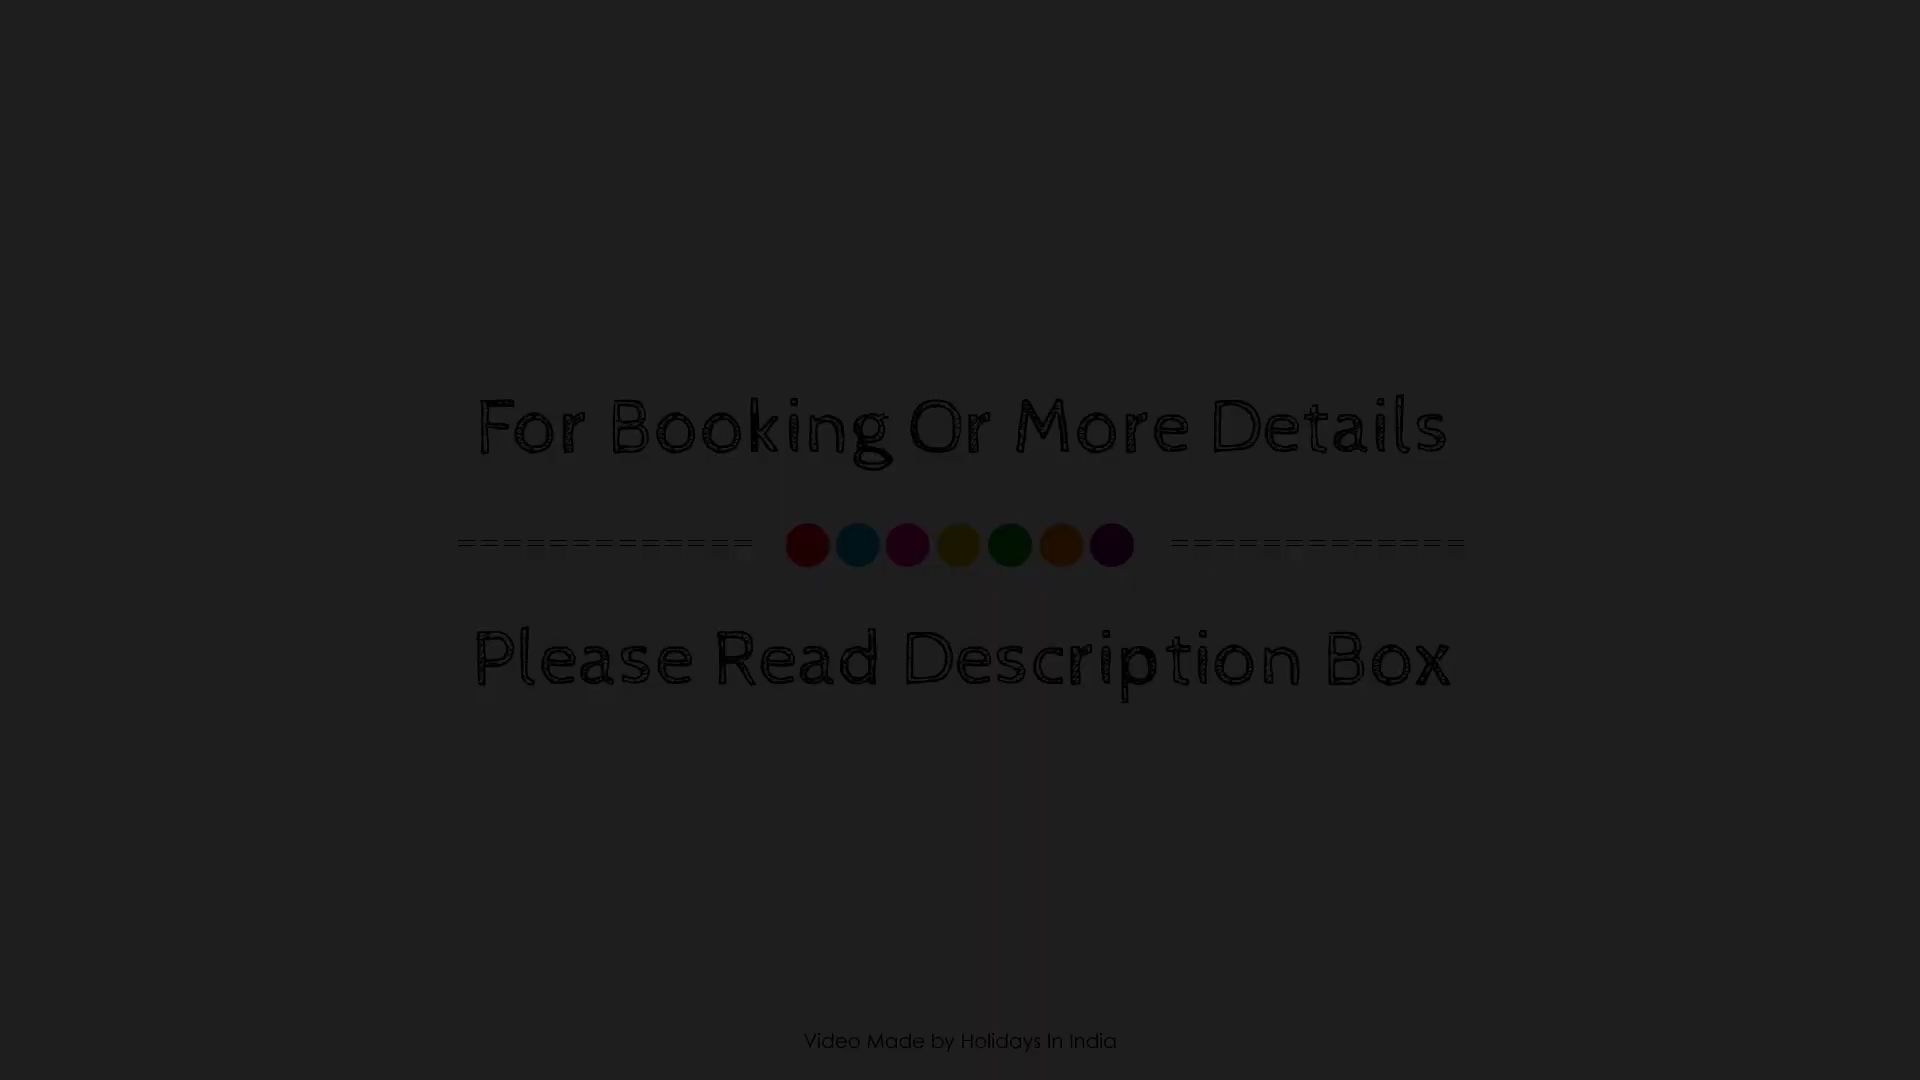 For Booking Or More Details
============= =============
Please Read Description Box
Video Made by Holidays In India